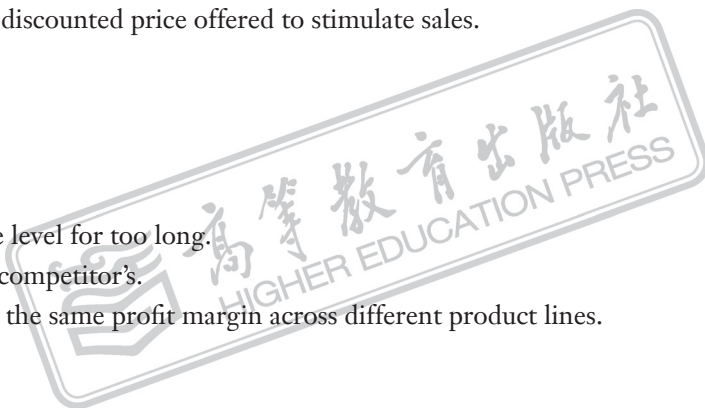 discounted price offered to stimulate sales.
高等教育出版社
HIGHER EDUCATION PRESS
e level for too long.
competitor's.
the same profit margin across different product lines.